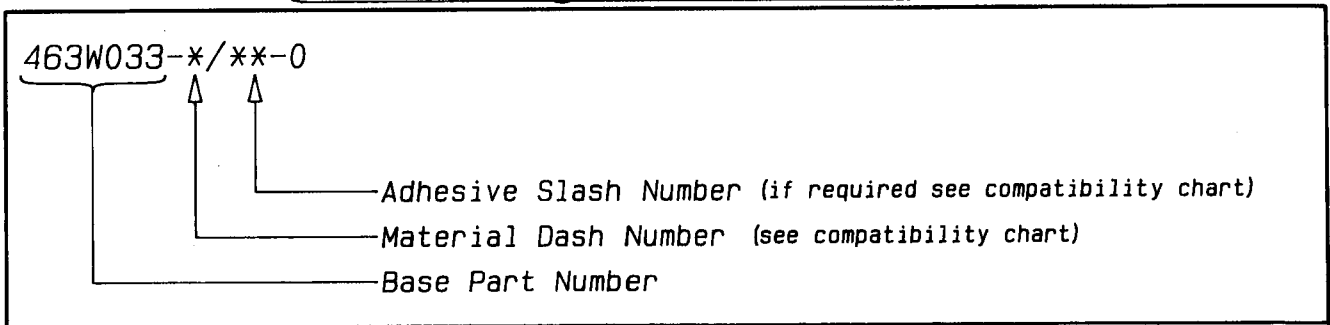 463W033-*/**-0
Adhesive Slash Number (if required see compatibility chart)
Material Dash Number (see compatibility chart)
Base Part Number